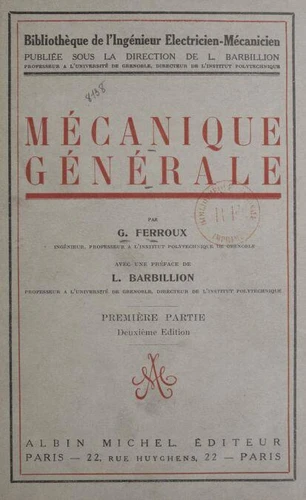 Bibliothèque de l'Ingénieur Electricien-Mécanicien
PUBLIÉE SOUS LA DIRECTION DE L. BARBILLION
PROFESSEUR A L'UNIVERSITÉ DE GRENOBLE, DIRECTEUR DE L'INSTITUT POLYTECHNIQUE
8198
MÉCANIQUE
GÉNÉRALE
PAR
G. FERROUX
INGÉNIEUR, PROFESSEUR A L'INSTITUT POLYTECHNIQUE DE GRENOBLE
AVEC UNE PRÉFACE DE
L. BARBILLION
PROFESSEUR A L'UNIVERSITÉ DE GRENOBLE, DIRECTEUR DE L'INSTITUT POLYTECHNIQUE
PREMIÈRE PARTIE
Deuxième Edition
ALBIN MICHEL ÉDITEUR
PARIS — 22, RUE HUYGHENS, 22 — PARIS